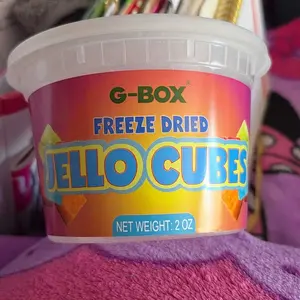 G-BOX
FREEZE DRIED
JELLO CUBES
NET WEIGHT: 2 OZ